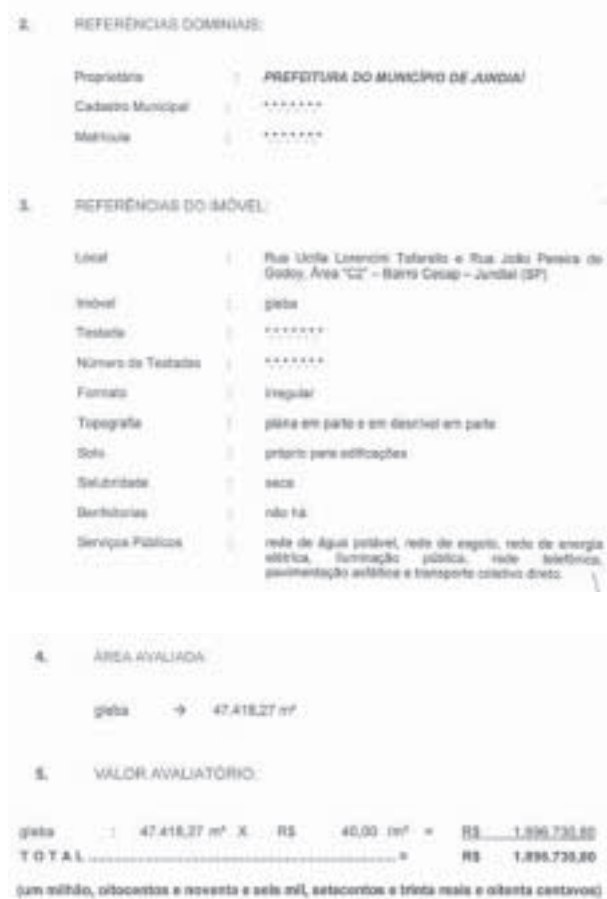 2. REFERÊNCIAS DOMINIAIS:
Proprietária : PREFEITURA DO MUNICÍPIO DE JUNDIAÍ
Cadastro Municipal : *******
Matrícula : *******
3. REFERÊNCIAS DO IMÓVEL:
Local : Rua Lorencini Tafarello e Rua João Pereira de
Godoy, Área "C2" – Bairro Cecap – Jundiaí (SP)
Imóvel : gleba
Testada : *******
Número de Testadas : *******
Formato : irregular
Topografia : plana em parte e em desnível em parte
Solo : próprio para edificações
Salubridade : seca
Benfeitorias : não há
Serviços Públicos : rede de água potável, rede de esgoto, rede de energia
elétrica, iluminação pública, rede telefônica,
pavimentação asfáltica e transporte coletivo direto.
4. ÁREA AVALIADA:
gleba → 47.418,27 m²
5. VALOR AVALIATÓRIO:
gleba : 47.418,27 m² X R$ 40,00 /m² = R$ 1.896.730,80
TOTAL ........................................................ = R$ 1.896.730,80
(um milhão, oitocentos e noventa e seis mil, setecentos e trinta reais e oitenta centavos)